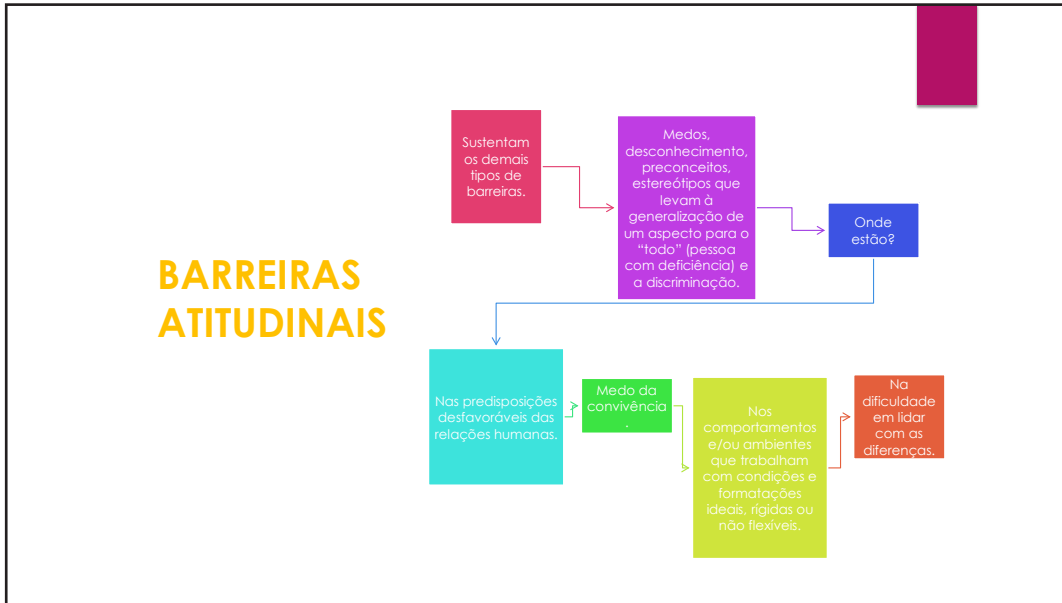 BARREIRAS
ATITUDINAIS
Sustentam
os demais
tipos de
barreiras.
Medos,
desconhecimento,
preconceitos,
estereótipos que
levam à
generalização de
um aspecto para o
“todo” (pessoa
com deficiência) e
a discriminação.
Onde
estão?
Nas predisposições
desfavoráveis das
relações humanas.
Medo da
convivência
.
Nos
comportamentos
e/ou ambientes
que trabalham
com condições e
formatações
ideais, rígidas ou
não flexíveis.
Na
dificuldade
em lidar
com as
diferenças.